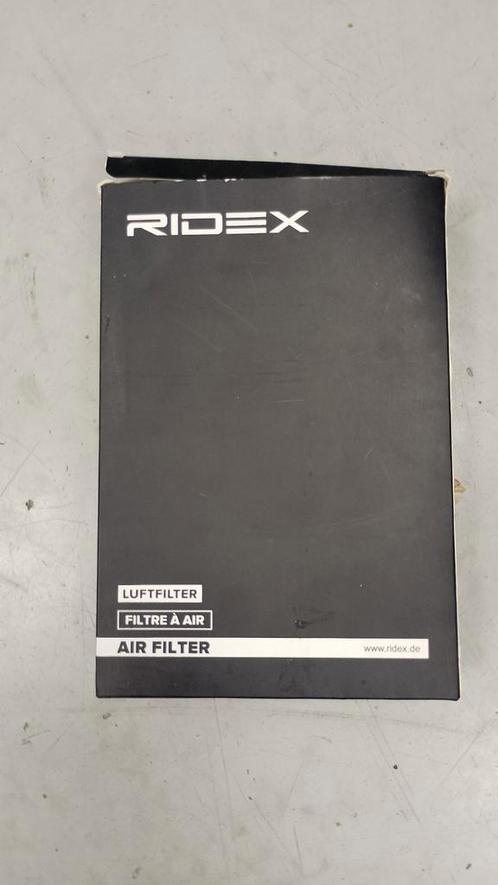 RIDEX
LUFTFILTER
FILTRE À AIR
AIR FILTER www.ridex.de